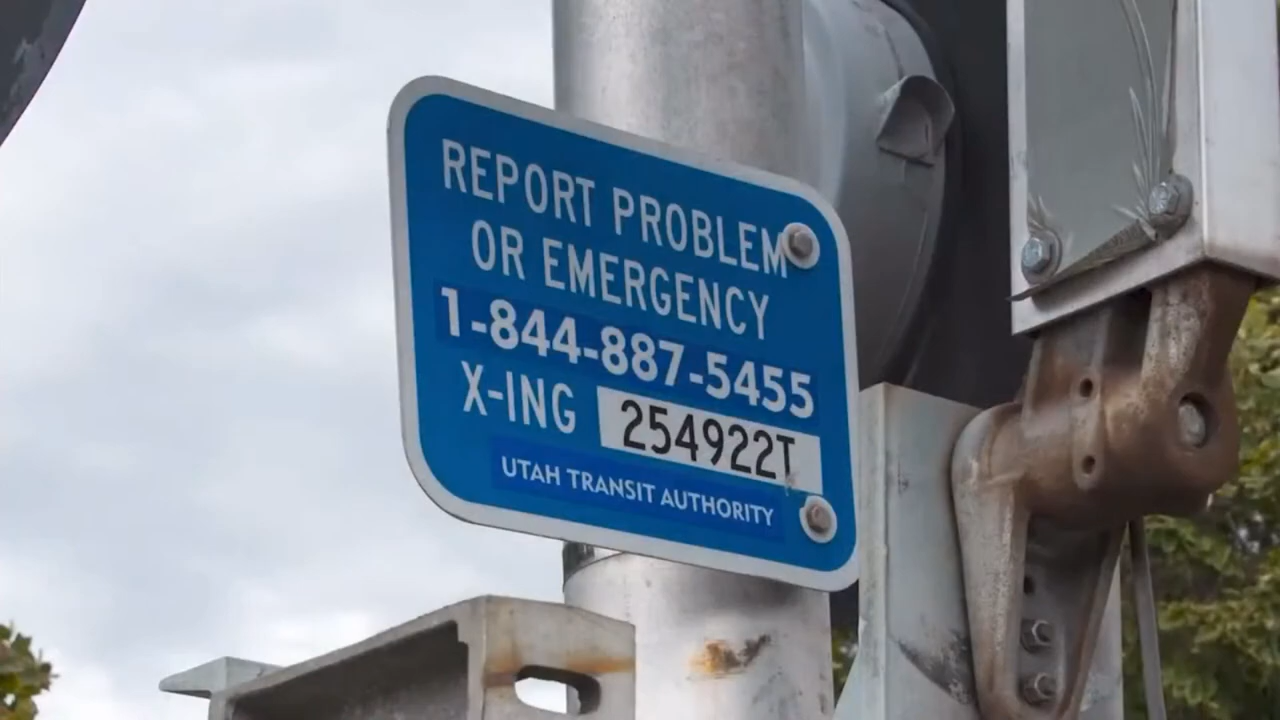 REPORT PROBLEM
OR EMERGENCY
1-844-887-5455
X-ING 254922T
UTAH TRANSIT AUTHORITY